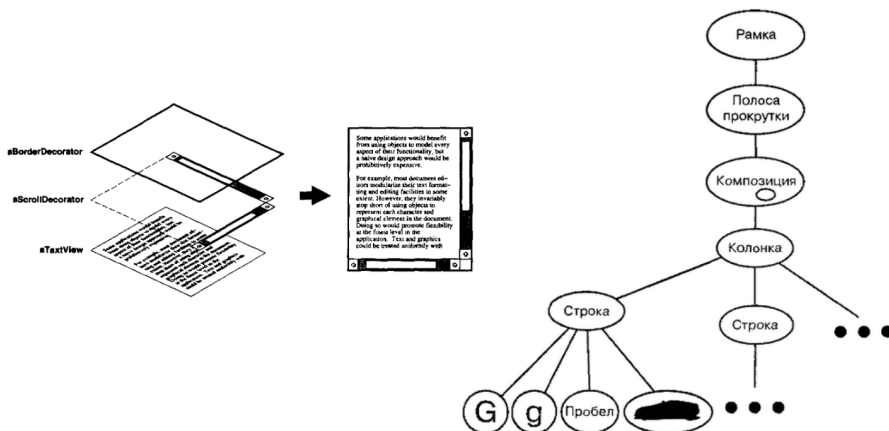 aBorderDecorator
aScrollDecorator
aTextView
Some applications would benefit
from using objects to model every
aspect of their functionality, but
a naive design approach would be
prohibitively expensive.
For example, most document ed-
itors modularize their text format-
ting and editing facilities to some
extent. However, they invariably
stop short of using objects to
represent each character and
graphical element in the document.
Doing so would promote flexibility
at the finest level in the
application. Text and graphics
could be treated uniformly with
Рамка
Полоса
прокрутки
Композиция
Колонка
Строка
Строка
G
g
Пробел